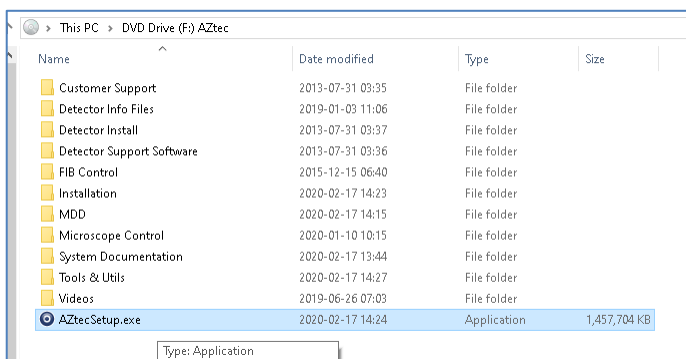 This PC > DVD Drive (F:) AZtec
Name Date modified Type Size
Customer Support 2013-07-31 03:35 File folder
Detector Info Files 2019-01-03 11:06 File folder
Detector Install 2013-07-31 03:37 File folder
Detector Support Software 2013-07-31 03:36 File folder
FIB Control 2015-12-15 06:40 File folder
Installation 2020-02-17 14:23 File folder
MDD 2020-02-17 14:15 File folder
Microscope Control 2020-01-10 10:15 File folder
System Documentation 2020-02-17 13:44 File folder
Tools & Utils 2020-02-17 14:27 File folder
Videos 2019-06-26 07:03 File folder
AZtecSetup.exe 2020-02-17 14:24 Application 1,457,704 KB
Type: Application